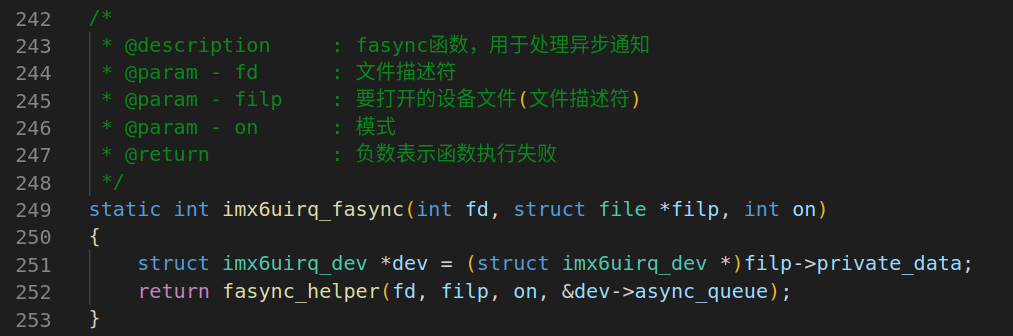 242 /*
243  * @description     : fasync函数，用于处理异步通知
244  * @param - fd      : 文件描述符
245  * @param - filp    : 要打开的设备文件(文件描述符)
246  * @param - on      : 模式
247  * @return          : 负数表示函数执行失败
248  */
249 static int imx6uirq_fasync(int fd, struct file *filp, int on)
250 {
251     struct imx6uirq_dev *dev = (struct imx6uirq_dev *)filp->private_data;
252     return fasync_helper(fd, filp, on, &dev->async_queue);
253 }